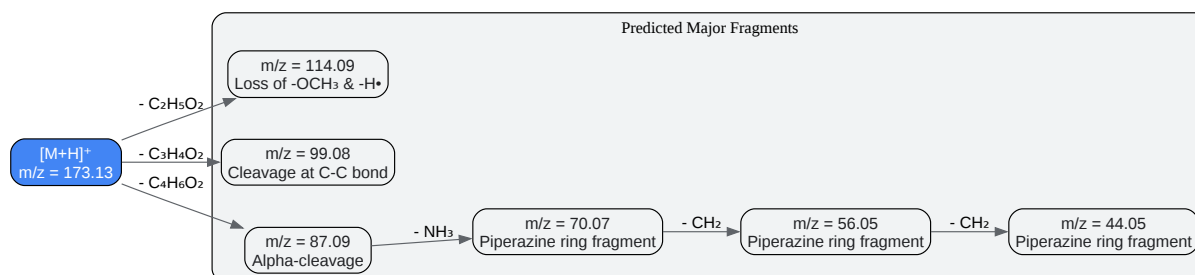 Predicted Major Fragments
m/z = 114.09
Loss of -OCH₃ & -H•
- C₂H₅O₂
[M+H]⁺
m/z = 173.13
- C₃H₄O₂
m/z = 99.08
Cleavage at C-C bond
- C₄H₆O₂
m/z = 87.09
Alpha-cleavage
- NH₃
m/z = 70.07
Piperazine ring fragment
- CH₂
m/z = 56.05
Piperazine ring fragment
- CH₂
m/z = 44.05
Piperazine ring fragment